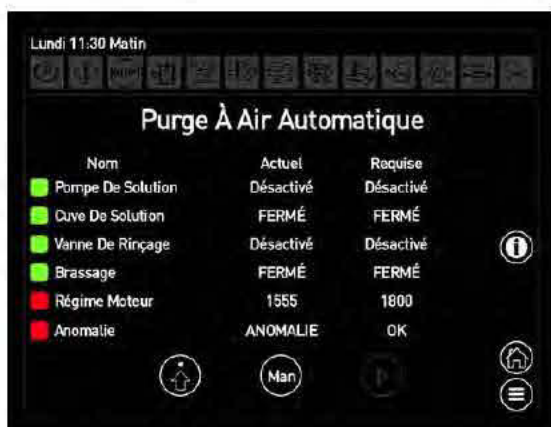 Lundi 11:30 Matin
Purge À Air Automatique
Nom Actuel Requise
Pompe De Solution Désactivé Désactivé
Cuve De Solution FERMÉ FERMÉ
Vanne De Rinçage Désactivé Désactivé
Brassage FERMÉ FERMÉ
Régime Moteur 1555 1800
Anomalie ANOMALIE OK
Man